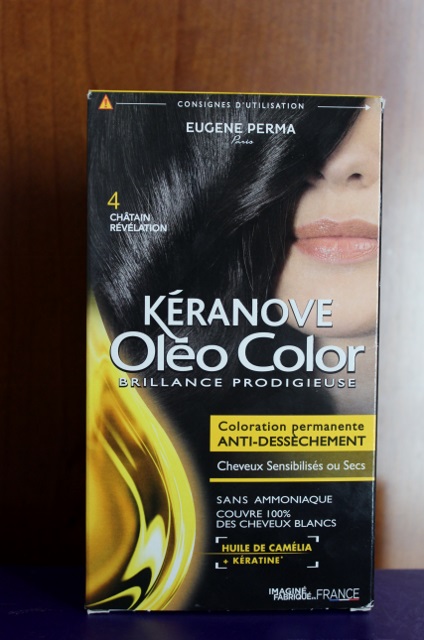 CONSIGNES D'UTILISATION
EUGENE PERMA
Paris
4
CHÂTAIN
RÉVÉLATION
KÉRANOVE
Oléo Color
BRILLANCE PRODIGIEUSE
Coloration permanente
ANTI-DESSÈCHEMENT
Cheveux Sensibilisés ou Secs
SANS AMMONIAQUE
COUVRE 100%
DES CHEVEUX BLANCS
HUILE DE CAMÉLIA
+ KÉRATINE*
IMAGINÉ
FABRIQUÉ EN FRANCE